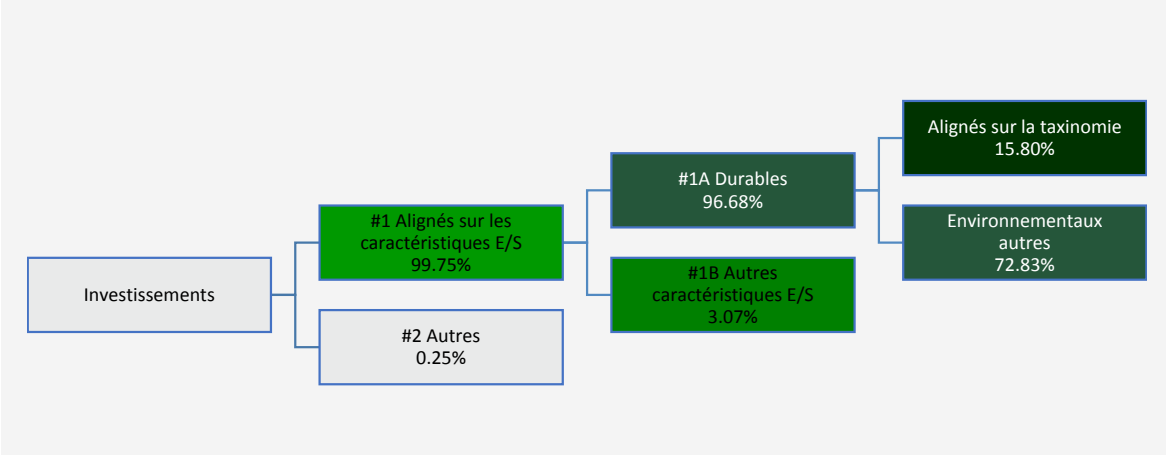 Investissements
#1 Alignés sur les
caractéristiques E/S
99.75%
#2 Autres
0.25%
#1A Durables
96.68%
#1B Autres
caractéristiques E/S
3.07%
Alignés sur la taxinomie
15.80%
Environnementaux
autres
72.83%